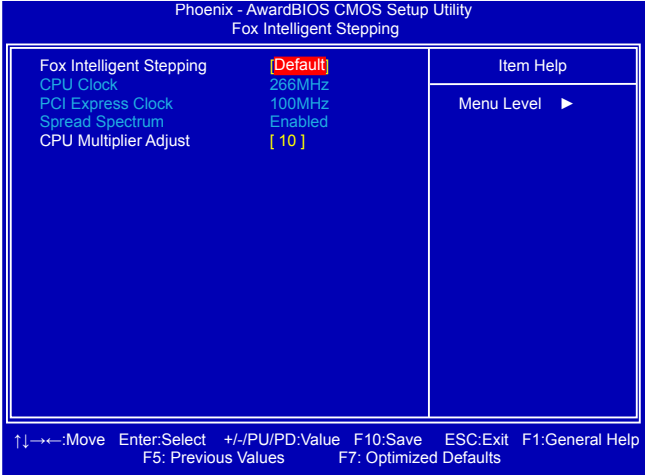 Phoenix - AwardBIOS CMOS Setup Utility
Fox Intelligent Stepping
Fox Intelligent Stepping [Default]
CPU Clock 266MHz
PCI Express Clock 100MHz
Spread Spectrum Enabled
CPU Multiplier Adjust [ 10 ]
Item Help
Menu Level ►
↑↓→←:Move Enter:Select +/-/PU/PD:Value F10:Save ESC:Exit F1:General Help
F5: Previous Values F7: Optimized Defaults